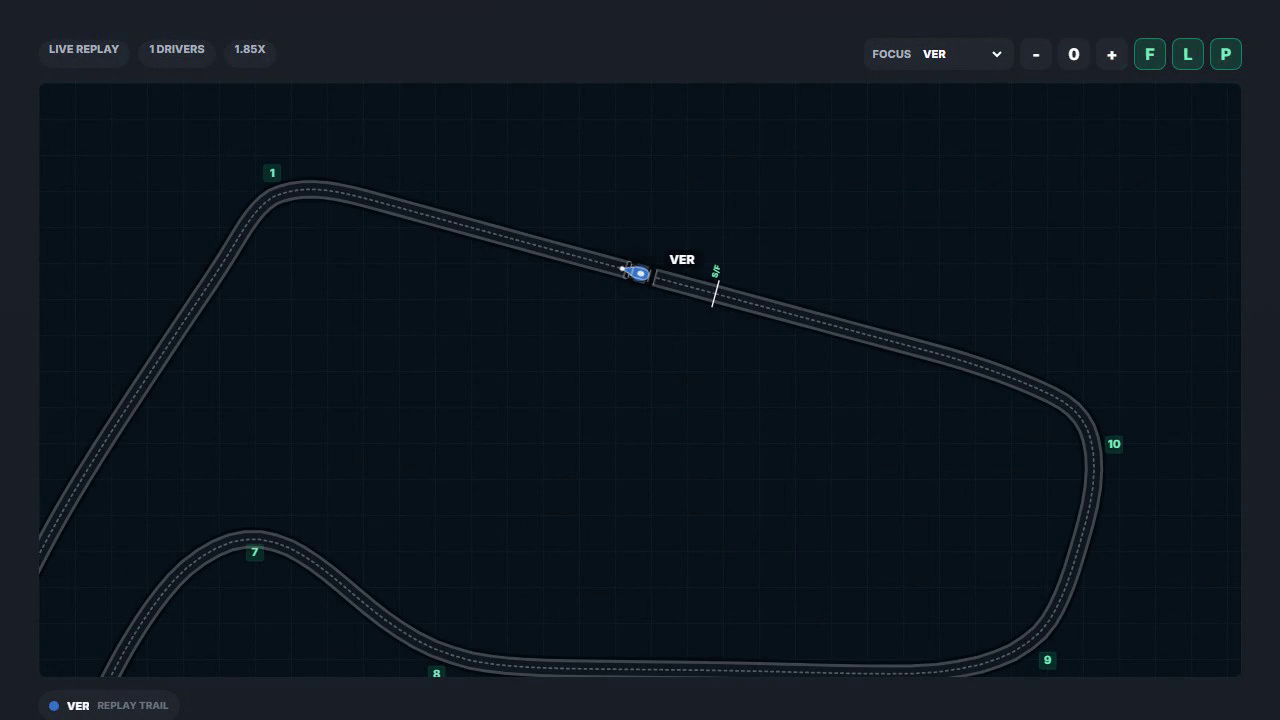 LIVE REPLAY
1 DRIVERS
1.85X
FOCUS VER
- 0 + F L P
1
VER
S/F
10
7
9
8
VER REPLAY TRAIL